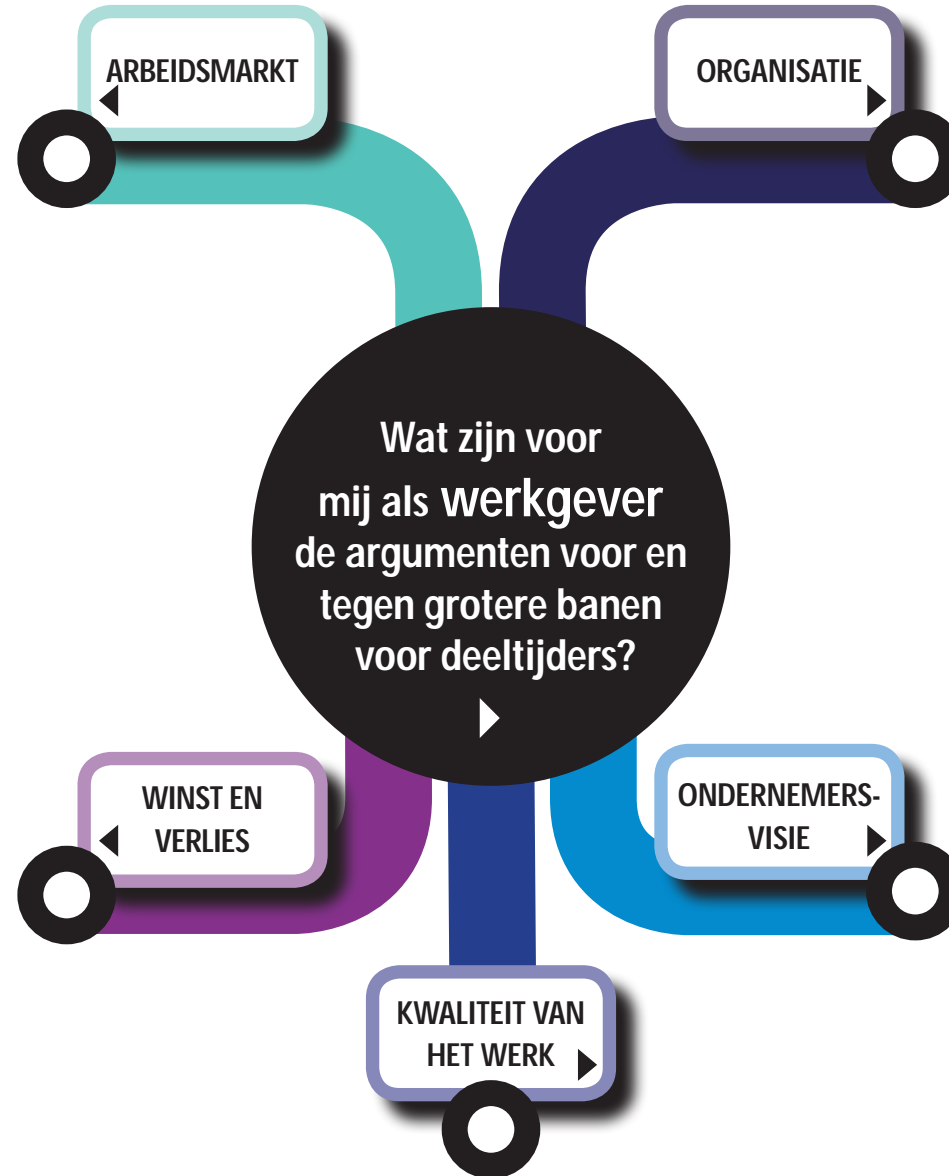 ARBEIDSMARKT
ORGANISATIE
Wat zijn voor
mij als werkgever
de argumenten voor en
tegen grotere banen
voor deeltijders?
WINST EN
VERLIES
ONDERNEMERS-
VISIE
KWALITEIT VAN
HET WERK